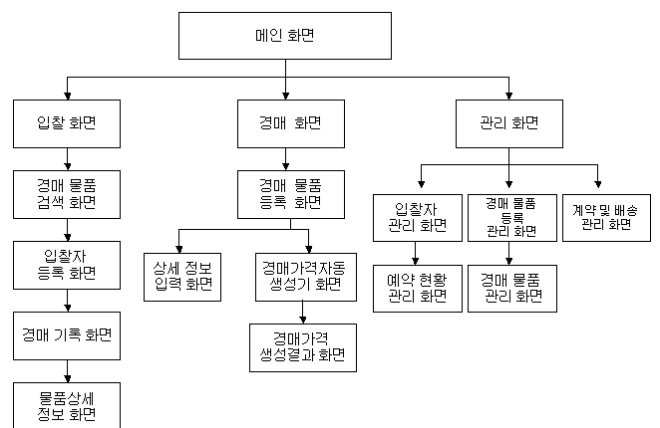 메인 화면
입찰 화면
경매 화면
관리 화면
경매 물품
검색 화면
경매 물품
등록 화면
입찰자
관리 화면
경매 물품
등록
관리 화면
계약 및 배송
관리 화면
입찰자
등록 화면
상세 정보
입력 화면
경매가격자동
생성기 화면
예약 현황
관리 화면
경매 물품
관리 화면
경매 기록 화면
경매가격
생성결과 화면
물품상세
정보 화면